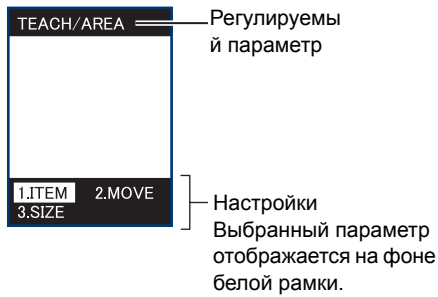 TEACH/AREA
Регулируемы
й параметр
1.ITEM 2.MOVE
3.SIZE
Настройки
Выбранный параметр
отображается на фоне
белой рамки.